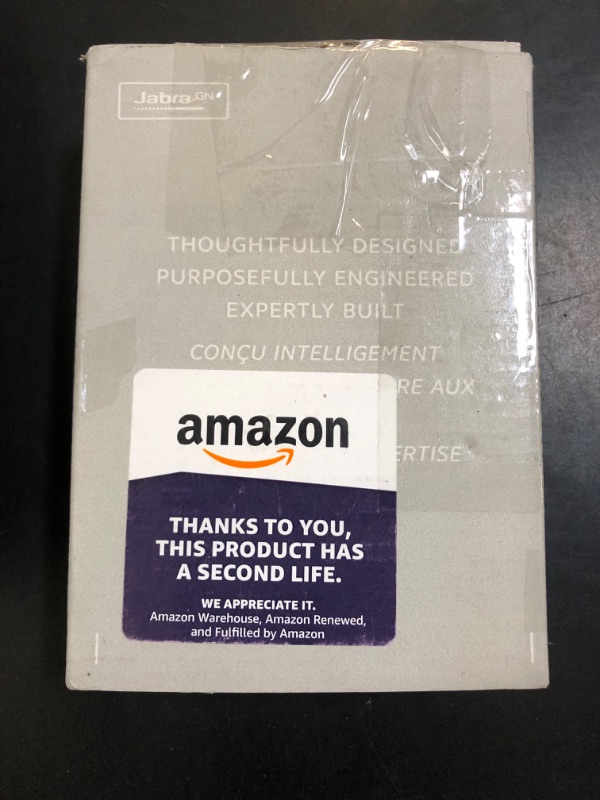 Jabra GN
THOUGHTFULLY DESIGNED
PURPOSEFULLY ENGINEERED
EXPERTLY BUILT
CONÇU INTELLIGEMENT
RE AUX
ERTISE
amazon
THANKS TO YOU,
THIS PRODUCT HAS
A SECOND LIFE.
WE APPRECIATE IT.
Amazon Warehouse, Amazon Renewed,
and Fulfilled by Amazon